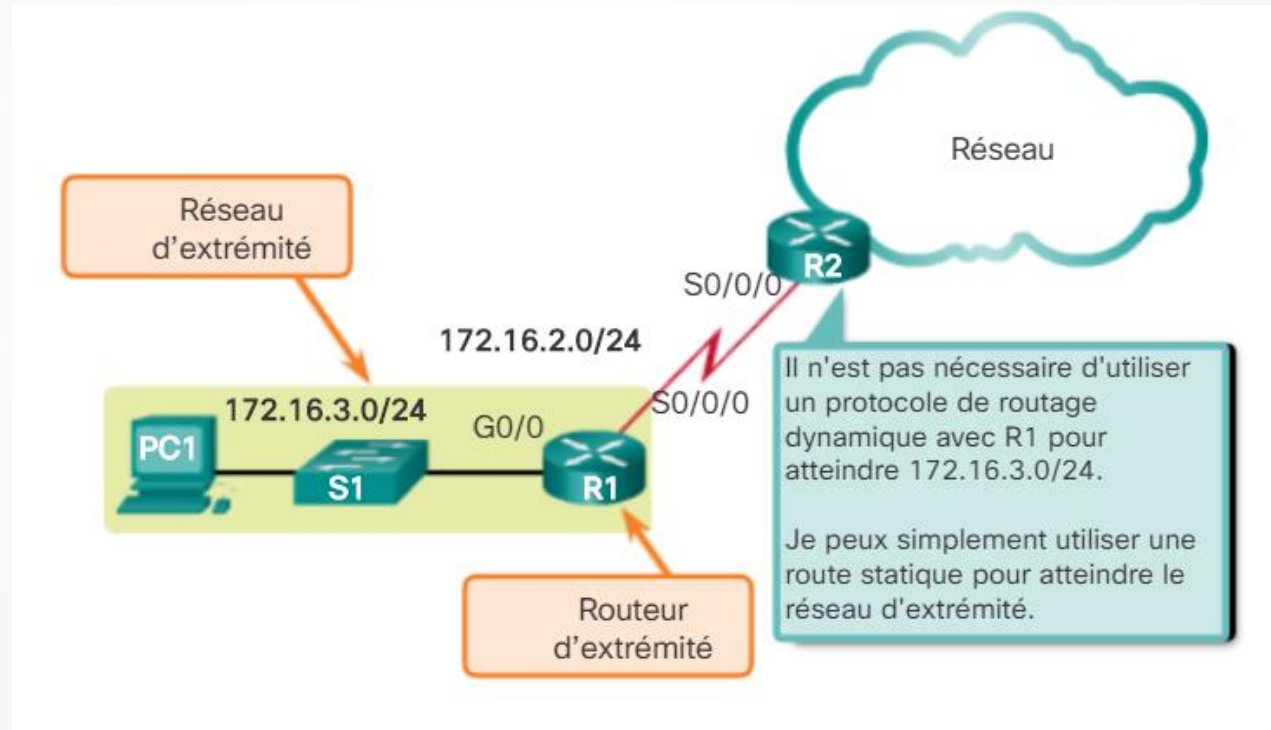 Réseau
Réseau
d'extrémité
R2
S0/0/0
172.16.2.0/24
172.16.3.0/24
G0/0
S0/0/0
PC1
S1
R1
Il n'est pas nécessaire d'utiliser
un protocole de routage
dynamique avec R1 pour
atteindre 172.16.3.0/24.
Je peux simplement utiliser une
route statique pour atteindre le
réseau d'extrémité.
Routeur
d'extrémité